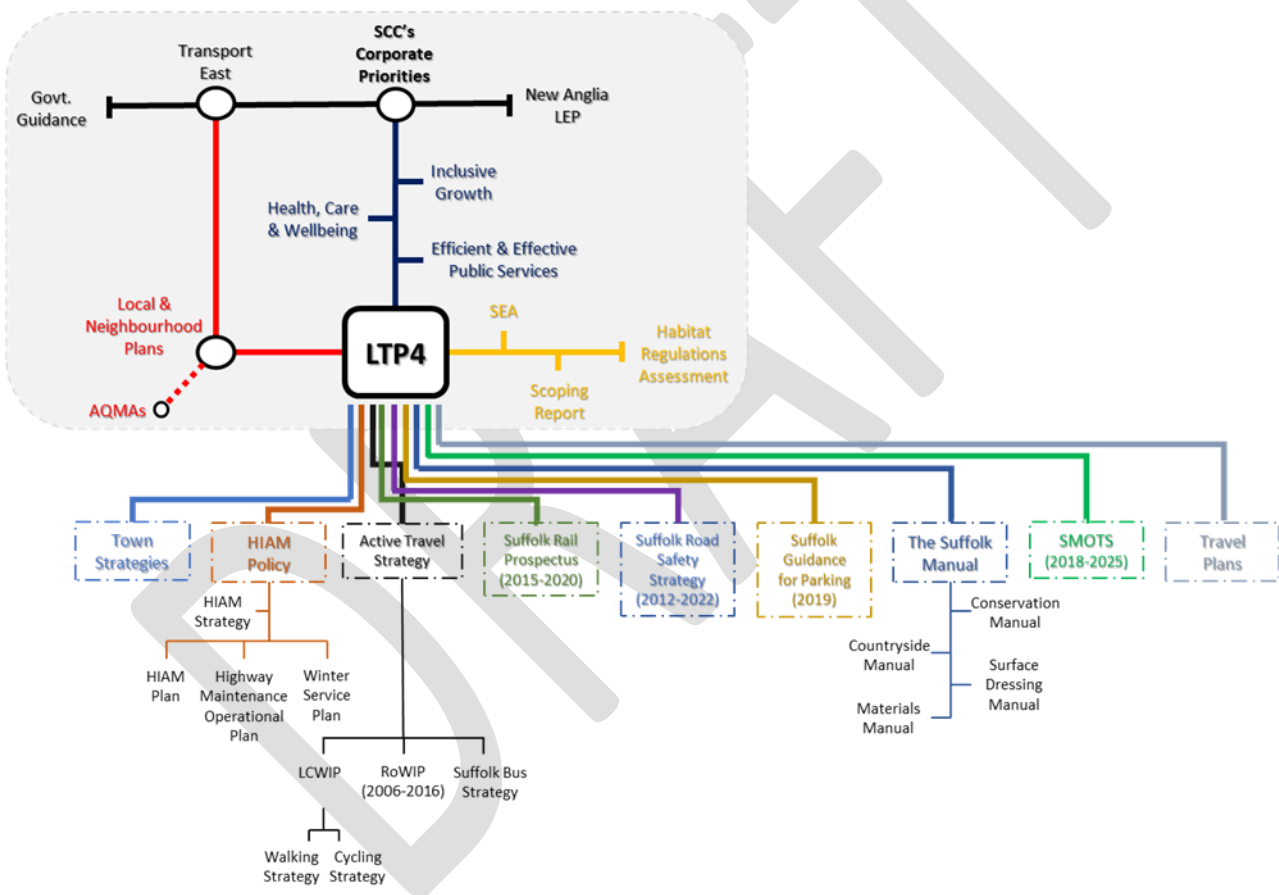 DRAFT
SCC's
Corporate
Priorities
Transport
East
Govt.
Guidance
New Anglia
LEP
Inclusive
Growth
Health, Care
& Wellbeing
Efficient & Effective
Public Services
Local &
Neighbourhood
Plans
AQMAs
LTP4
SEA
Scoping
Report
Habitat
Regulations
Assessment
Town
Strategies
HIAM
Policy
Active Travel
Strategy
Suffolk Rail
Prospectus
(2015-2020)
Suffolk Road
Safety
Strategy
(2012-2022)
Suffolk
Guidance
for Parking
(2019)
The Suffolk
Manual
SMOTS
(2018-2025)
Travel
Plans
HIAM
Strategy
HIAM
Plan
Highway
Maintenance
Operational
Plan
Winter
Service
Plan
Conservation
Manual
Countryside
Manual
Surface
Dressing
Manual
Materials
Manual
LCWIP
RoWIP
(2006-2016)
Suffolk Bus
Strategy
Walking
Strategy
Cycling
Strategy